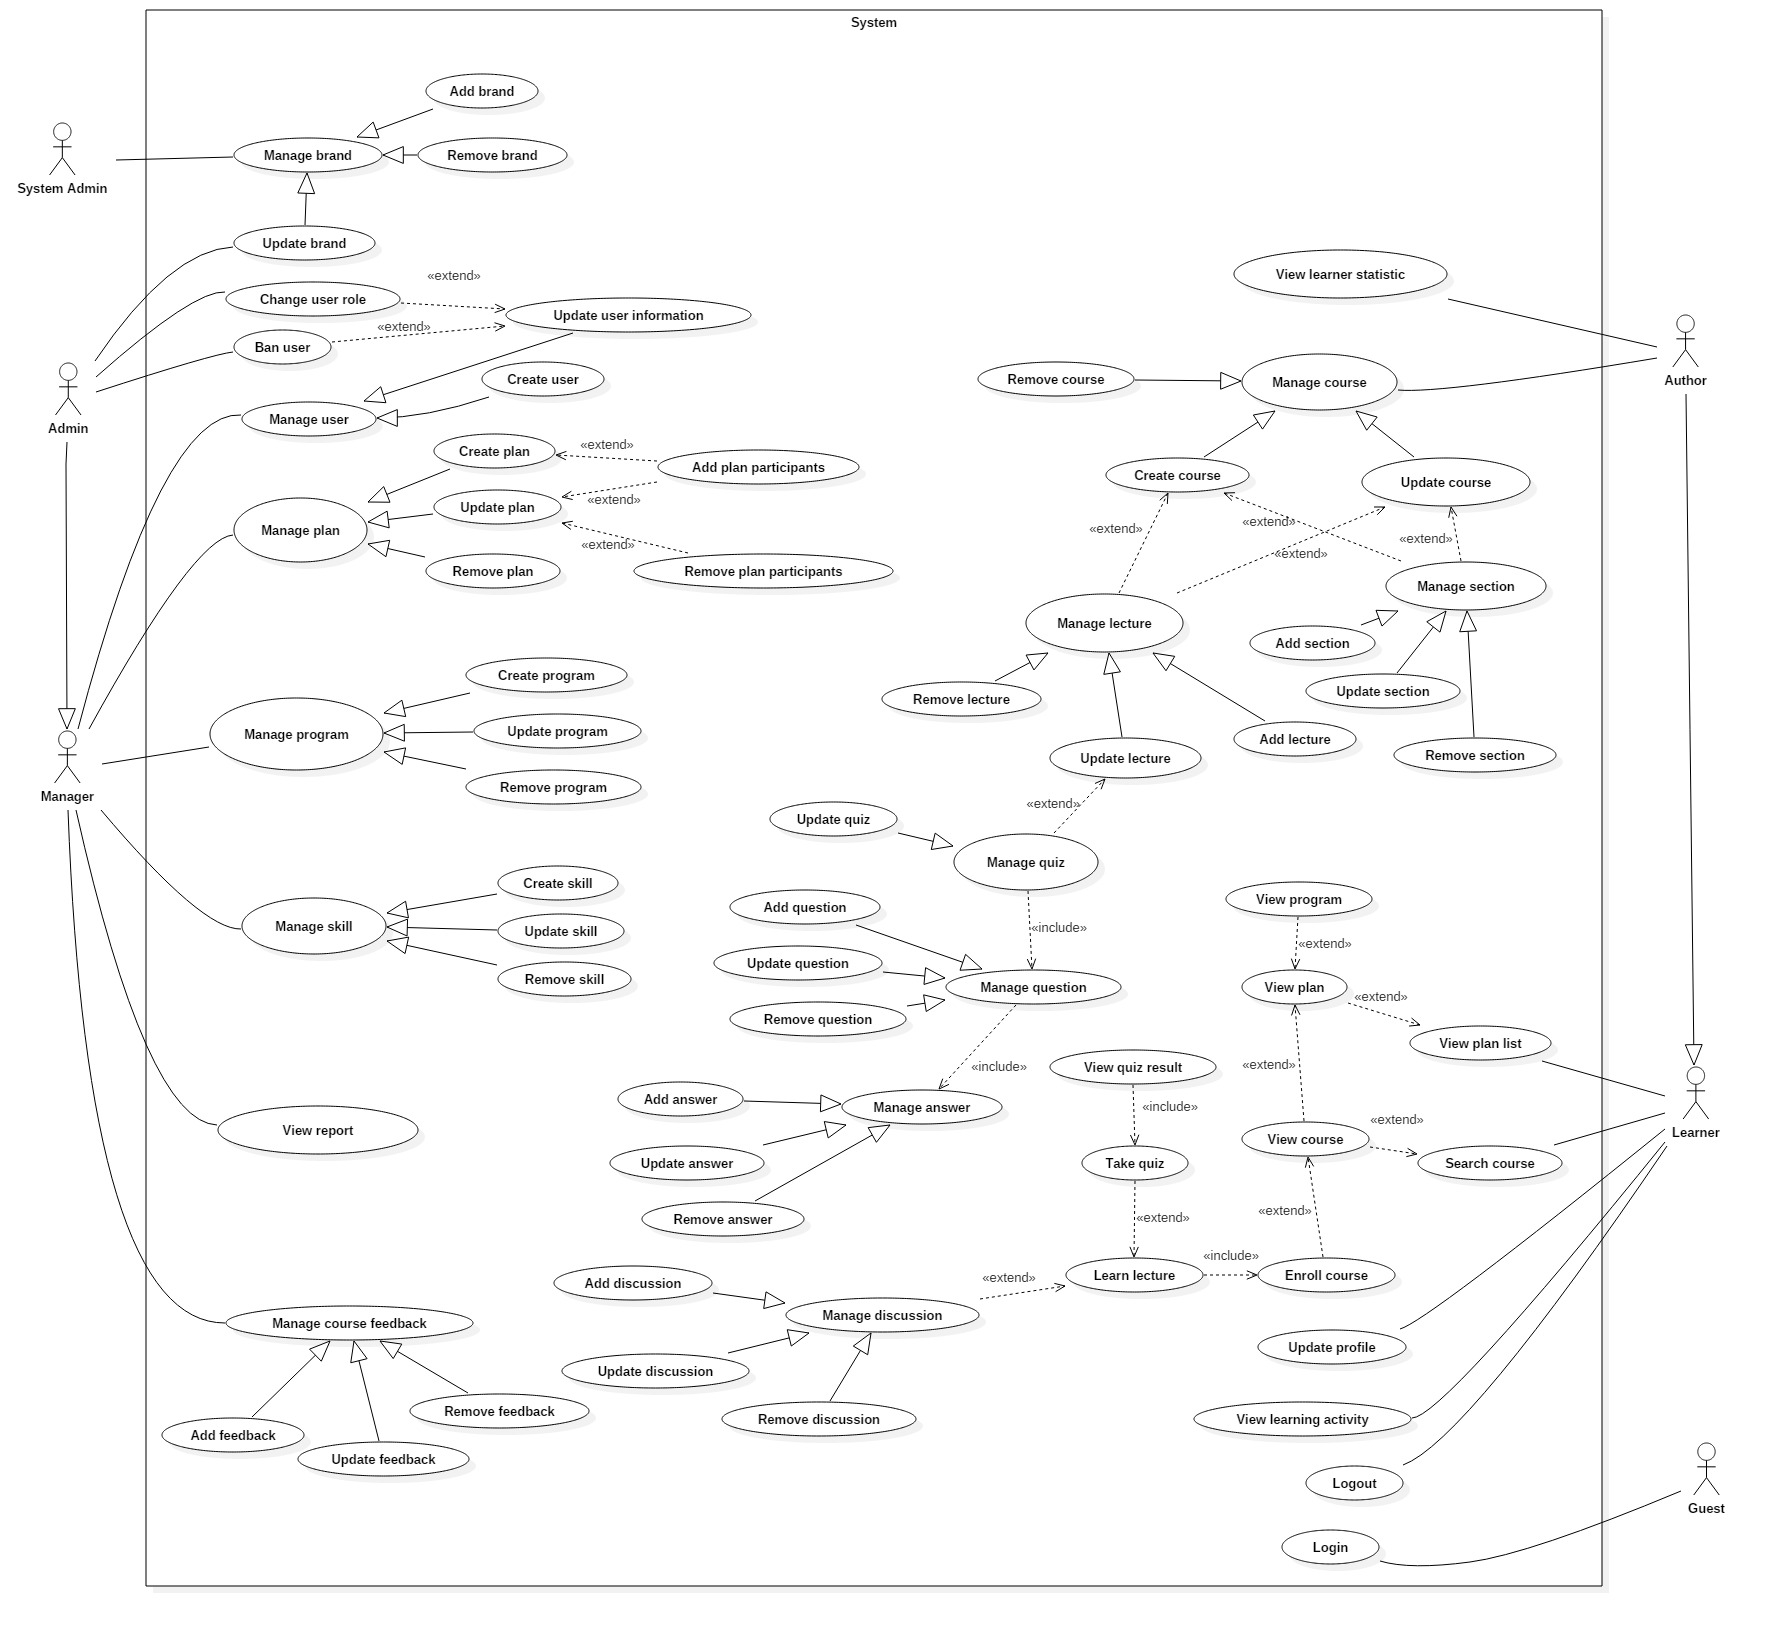 System
Add brand
Manage brand
Remove brand
System Admin
Update brand
«extend»
Change user role
Update user information
«extend»
Ban user
View learner statistic
Author
Create user
Remove course
Manage course
Admin
Manage user
Create plan
«extend»
Add plan participants
Create course
Update course
Update plan
«extend»
Manage plan
«extend»
Remove plan participants
Remove plan
«extend»
«extend»
«extend»
«extend»
Manage section
Manage lecture
Add section
Update section
Remove lecture
Add lecture
Remove section
Update lecture
Create program
Manage program
Update program
Remove program
Manager
«extend»
Update quiz
Manage quiz
Create skill
Manage skill
Update skill
Remove skill
Add question
«include»
Update question
Manage question
Remove question
View program
«extend»
View plan
«extend»
View plan list
«extend»
«include»
View quiz result
Add answer
Manage answer
«include»
View report
Update answer
Take quiz
View course
«extend»
Search course
Learner
Remove answer
«extend»
«extend»
«include»
Add discussion
«extend»
Learn lecture
Enroll course
Manage course feedback
Manage discussion
Update profile
Update discussion
Remove feedback
Remove discussion
View learning activity
Add feedback
Update feedback
Logout
Guest
Login